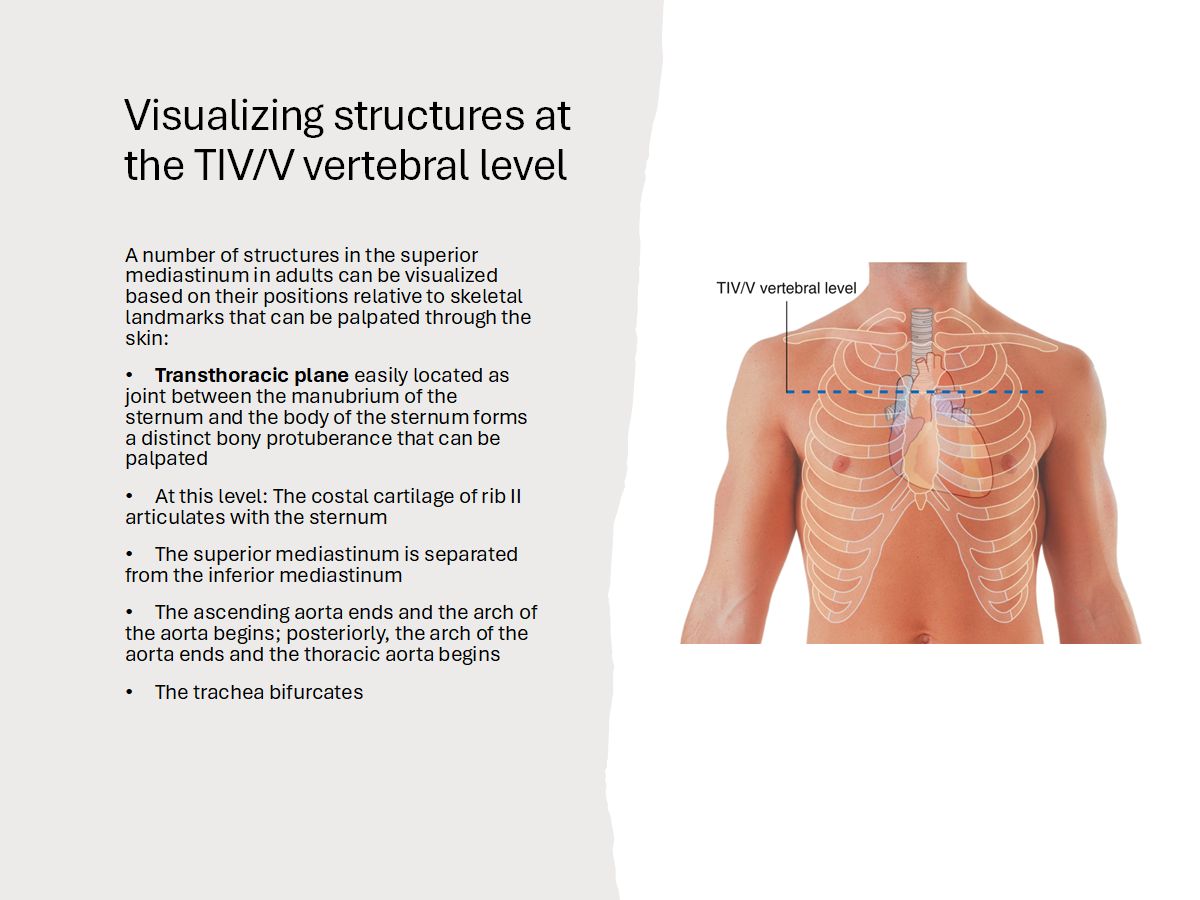 Visualizing structures at
the TIV/V vertebral level
A number of structures in the superior
mediastinum in adults can be visualized
based on their positions relative to skeletal
landmarks that can be palpated through the
skin:
• Transthoracic plane easily located as
joint between the manubrium of the
sternum and the body of the sternum forms
a distinct bony protuberance that can be
palpated
• At this level: The costal cartilage of rib II
articulates with the sternum
• The superior mediastinum is separated
from the inferior mediastinum
• The ascending aorta ends and the arch of
the aorta begins; posteriorly, the arch of the
aorta ends and the thoracic aorta begins
• The trachea bifurcates
TIV/V vertebral level